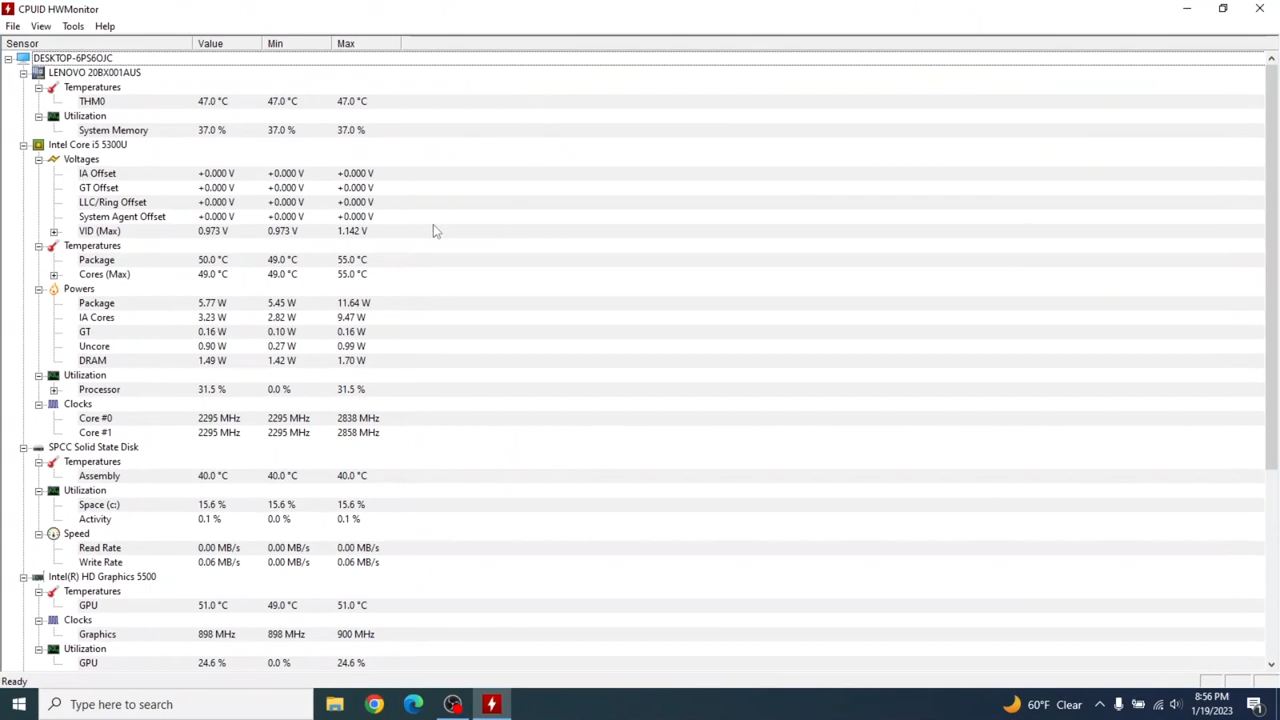 CPUID HWMonitor
File View Tools Help
Sensor Value Min Max
DESKTOP-6PS6OJC
LENOVO 20BX001AUS
Temperatures
THM0 47.0 °C 47.0 °C 47.0 °C
Utilization
System Memory 37.0 % 37.0 % 37.0 %
Intel Core i5 5300U
Voltages
IA Offset +0.000 V +0.000 V +0.000 V
GT Offset +0.000 V +0.000 V +0.000 V
LLC/Ring Offset +0.000 V +0.000 V +0.000 V
System Agent Offset +0.000 V +0.000 V +0.000 V
VID (Max) 0.973 V 0.973 V 1.142 V
Temperatures
Package 50.0 °C 49.0 °C 55.0 °C
Cores (Max) 49.0 °C 49.0 °C 55.0 °C
Powers
Package 5.77 W 5.45 W 11.64 W
IA Cores 3.23 W 2.82 W 9.47 W
GT 0.16 W 0.10 W 0.16 W
Uncore 0.90 W 0.27 W 0.99 W
DRAM 1.49 W 1.42 W 1.70 W
Utilization
Processor 31.5 % 0.0 % 31.5 %
Clocks
Core #0 2295 MHz 2295 MHz 2838 MHz
Core #1 2295 MHz 2295 MHz 2858 MHz
SPCC Solid State Disk
Temperatures
Assembly 40.0 °C 40.0 °C 40.0 °C
Utilization
Space (c:) 15.6 % 15.6 % 15.6 %
Activity 0.1 % 0.0 % 0.1 %
Speed
Read Rate 0.00 MB/s 0.00 MB/s 0.00 MB/s
Write Rate 0.06 MB/s 0.00 MB/s 0.06 MB/s
Intel(R) HD Graphics 5500
Temperatures
GPU 51.0 °C 49.0 °C 51.0 °C
Clocks
Graphics 898 MHz 898 MHz 900 MHz
Utilization
GPU 24.6 % 0.0 % 24.6 %
Ready
Type here to search
60°F Clear
8:56 PM
1/19/2023
1